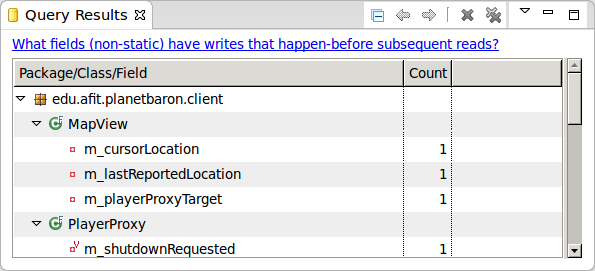 Query Results
What fields (non-static) have writes that happen-before subsequent reads?
Package/Class/Field Count
edu.afit.planetbaron.client
MapView
m_cursorLocation 1
m_lastReportedLocation 1
m_playerProxyTarget 1
PlayerProxy
m_shutdownRequested 1